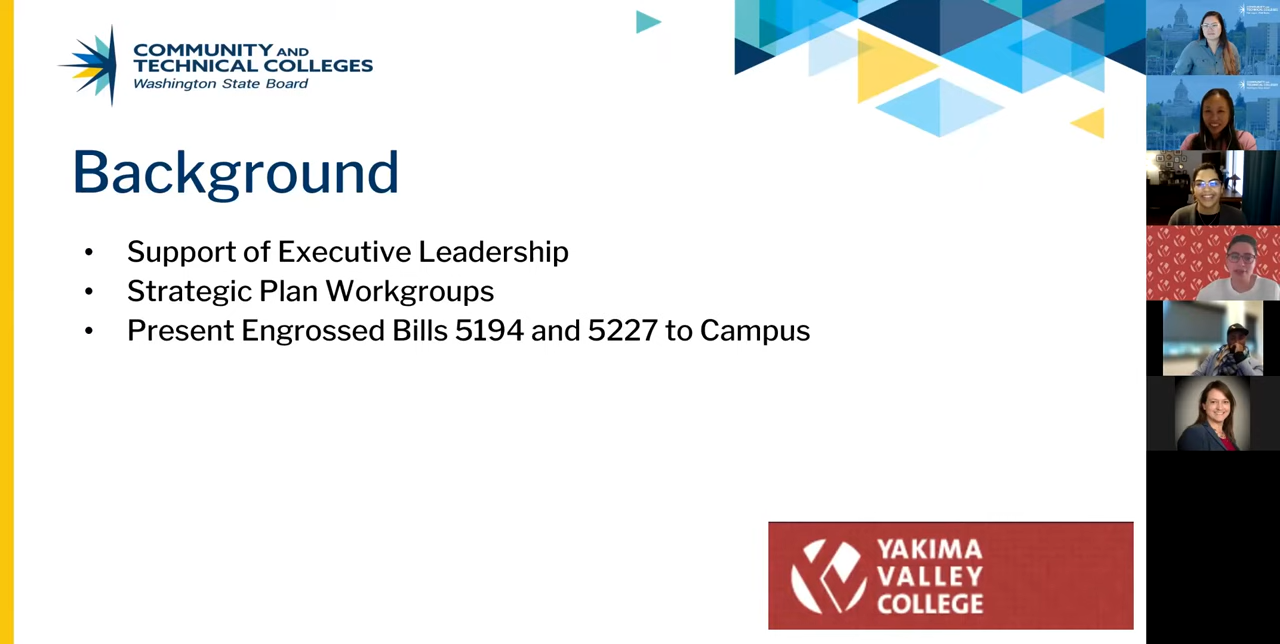 COMMUNITY AND
TECHNICAL COLLEGES
Washington State Board
Background
• Support of Executive Leadership
• Strategic Plan Workgroups
• Present Engrossed Bills 5194 and 5227 to Campus
YAKIMA
VALLEY
COLLEGE